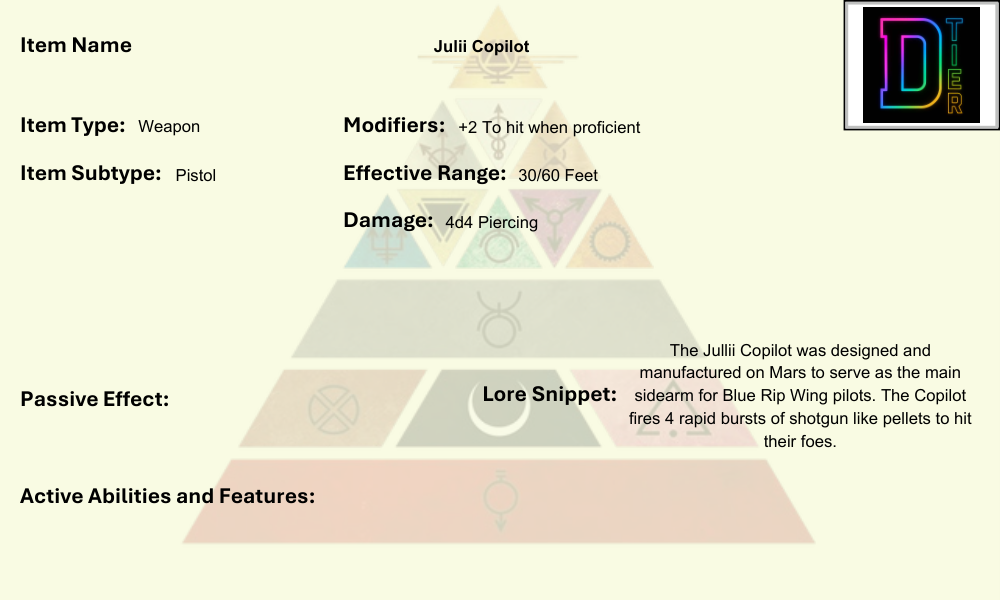 Item Name Julii Copilot
D TIER
Item Type: Weapon Modifiers: +2 To hit when proficient
Item Subtype: Pistol Effective Range: 30/60 Feet
Damage: 4d4 Piercing
Passive Effect:
Lore Snippet:
The Jullii Copilot was designed and
manufactured on Mars to serve as the main
sidearm for Blue Rip Wing pilots. The Copilot
fires 4 rapid bursts of shotgun like pellets to hit
their foes.
Active Abilities and Features: